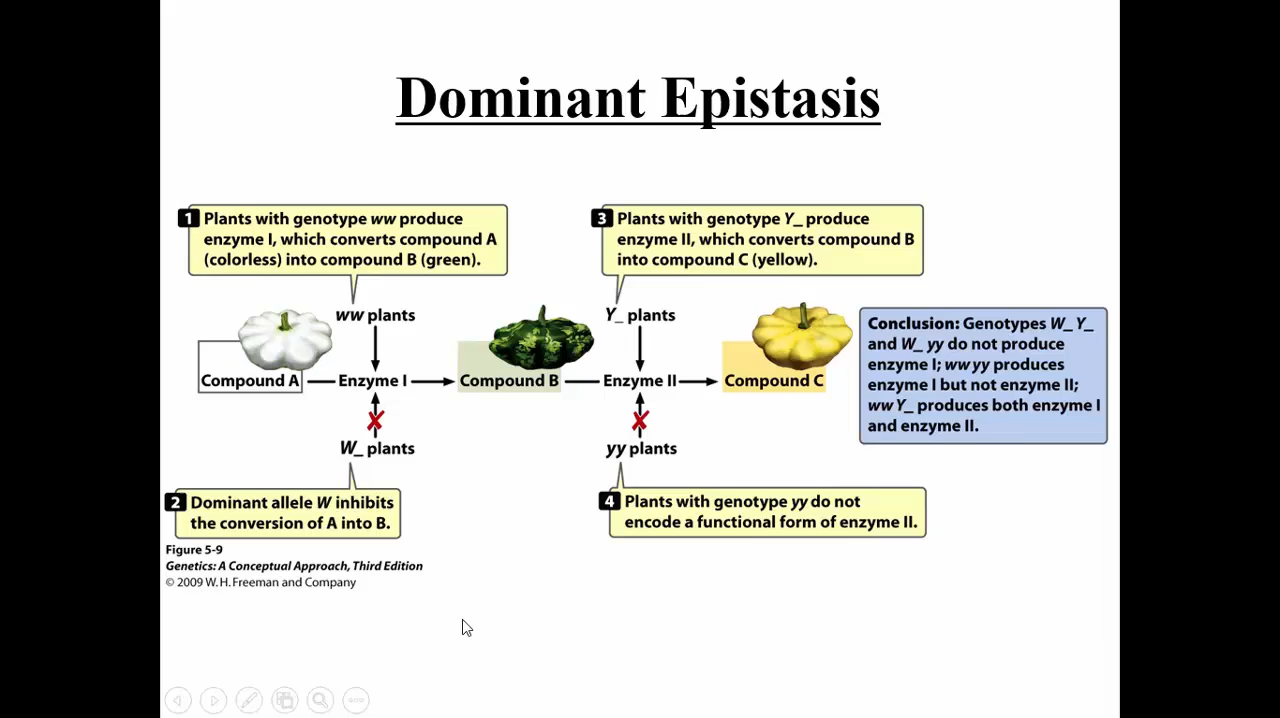 Dominant Epistasis
1 Plants with genotype ww produce
enzyme I, which converts compound A
(colorless) into compound B (green).
3 Plants with genotype Y_ produce
enzyme II, which converts compound B
into compound C (yellow).
ww plants
Y_ plants
Compound A
Enzyme I
Compound B
Enzyme II
Compound C
W_ plants
yy plants
Conclusion: Genotypes W_ Y_
and W_ yy do not produce
enzyme I; ww yy produces
enzyme I but not enzyme II;
ww Y_ produces both enzyme I
and enzyme II.
2 Dominant allele W inhibits
the conversion of A into B.
4 Plants with genotype yy do not
encode a functional form of enzyme II.
Figure 5-9
Genetics: A Conceptual Approach, Third Edition
© 2009 W. H. Freeman and Company